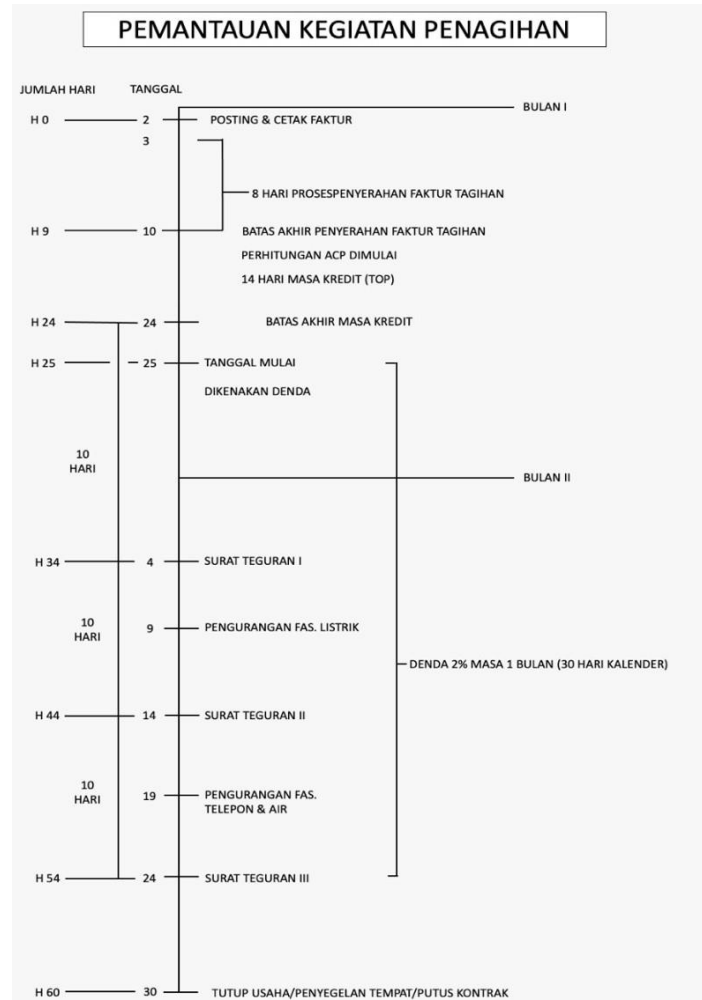 PEMANTAUAN KEGIATAN PENAGIHAN
JUMLAH HARI TANGGAL
BULAN I
H 0 2 POSTING & CETAK FAKTUR
3
8 HARI PROSESPENYERAHAN FAKTUR TAGIHAN
H 9 10 BATAS AKHIR PENYERAHAN FAKTUR TAGIHAN
PERHITUNGAN ACP DIMULAI
14 HARI MASA KREDIT (TOP)
H 24 24 BATAS AKHIR MASA KREDIT
H 25 25 TANGGAL MULAI
DIKENAKAN DENDA
10
HARI
BULAN II
H 34 4 SURAT TEGURAN I
10
HARI
9 PENGURANGAN FAS. LISTRIK
DENDA 2% MASA 1 BULAN (30 HARI KALENDER)
H 44 14 SURAT TEGURAN II
10
HARI
19 PENGURANGAN FAS.
TELEPON & AIR
H 54 24 SURAT TEGURAN III
H 60 30 TUTUP USAHA/PENYEGELAN TEMPAT/PUTUS KONTRAK